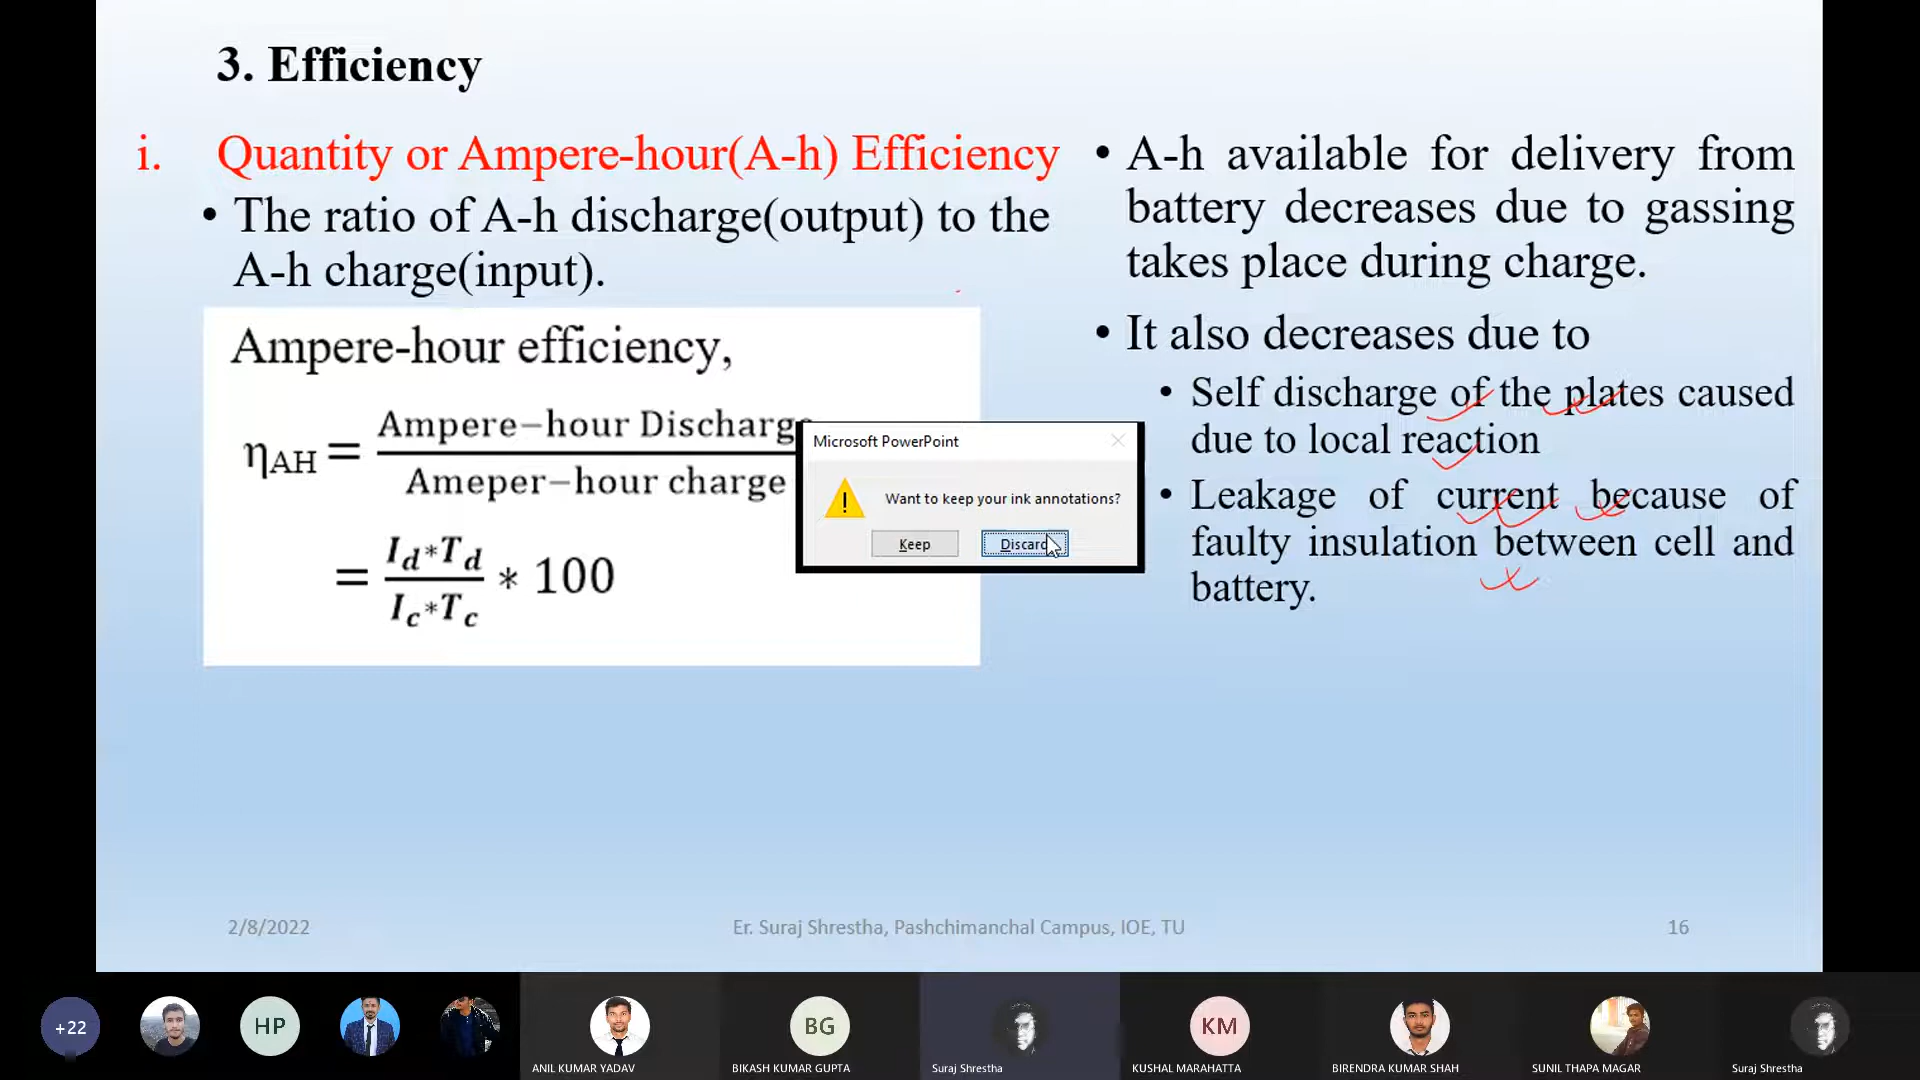 3. Efficiency
i. Quantity or Ampere-hour(A-h) Efficiency
• The ratio of A-h discharge(output) to the
A-h charge(input).
Ampere-hour efficiency,
ηAH = Ampere−hour Discharge
Ameper−hour charge
= Id*Td / Ic*Tc * 100
• A-h available for delivery from
battery decreases due to gassing
takes place during charge.
• It also decreases due to
• Self discharge of the plates caused
due to local reaction
• Leakage of current because of
faulty insulation between cell and
battery.
Microsoft PowerPoint
Want to keep your ink annotations?
Keep
Discard
2/8/2022
Er. Suraj Shrestha, Pashchimanchal Campus, IOE, TU
16
+22
HP
BG
KM
ANIL KUMAR YADAV
BIKASH KUMAR GUPTA
Suraj Shrestha
KUSHAL MARAHATTA
BIRENDRA KUMAR SHAH
SUNIL THAPA MAGAR
Suraj Shrestha